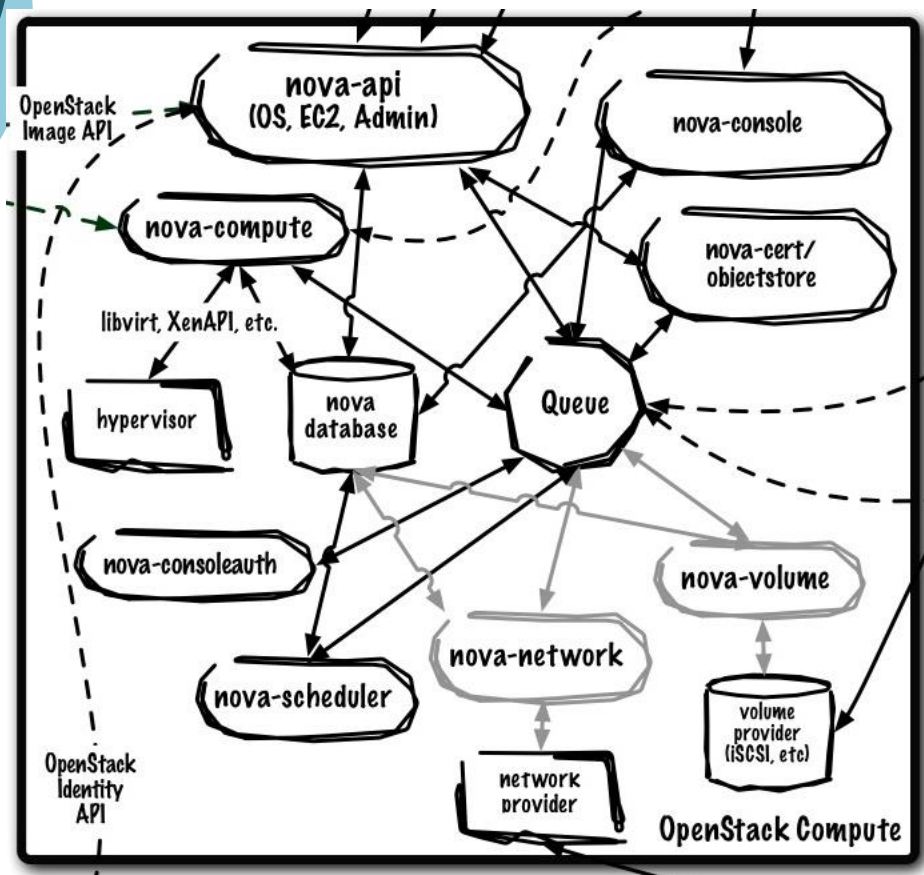 nova-api
(OS, EC2, Admin)
OpenStack
Image API
nova-console
nova-compute
nova-cert/
objectstore
libvirt, XenAPI, etc.
hypervisor
nova
database
Queue
nova-consoleauth
nova-volume
nova-network
nova-scheduler
volume
provider
(iSCSI, etc)
OpenStack
Identity
API
network
provider
OpenStack Compute